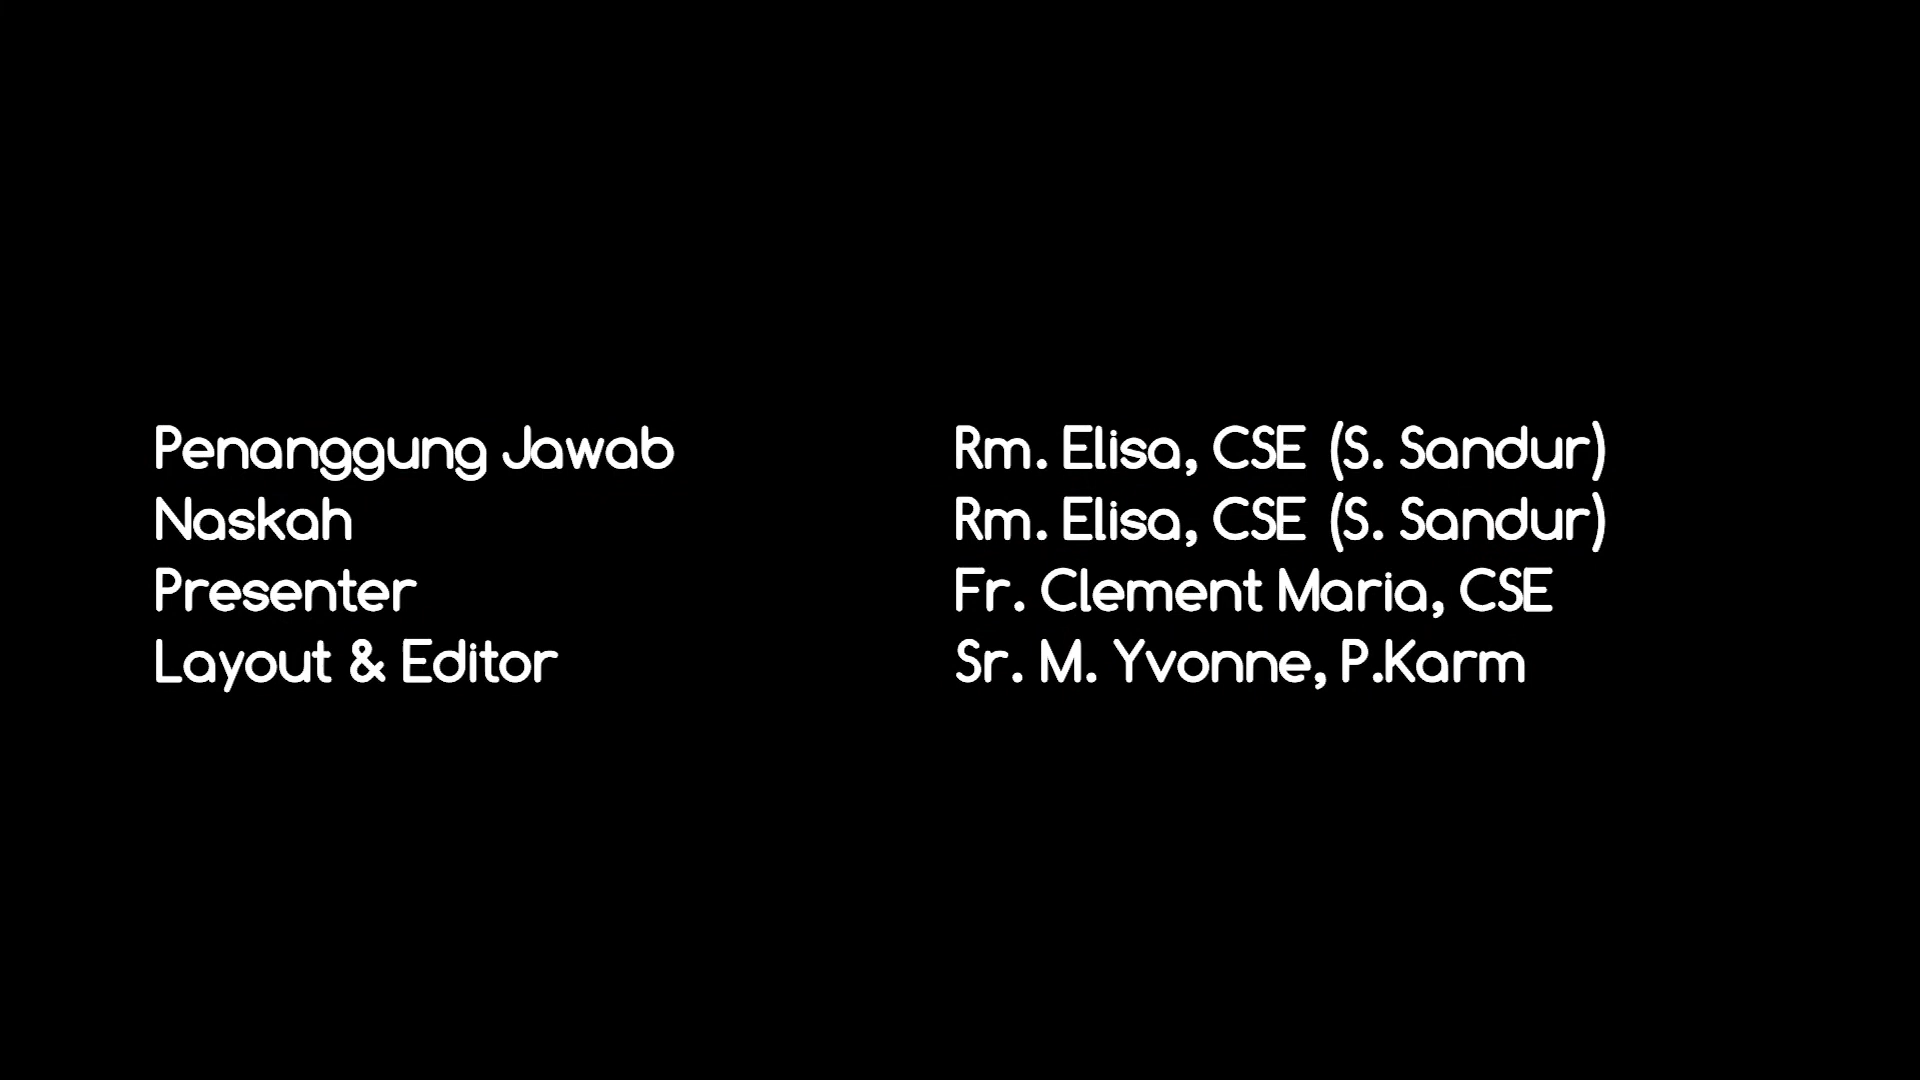 Penanggung Jawab Rm. Elisa, CSE (S. Sandur)
Naskah Rm. Elisa, CSE (S. Sandur)
Presenter Fr. Clement Maria, CSE
Layout & Editor Sr. M. Yvonne, P.Karm